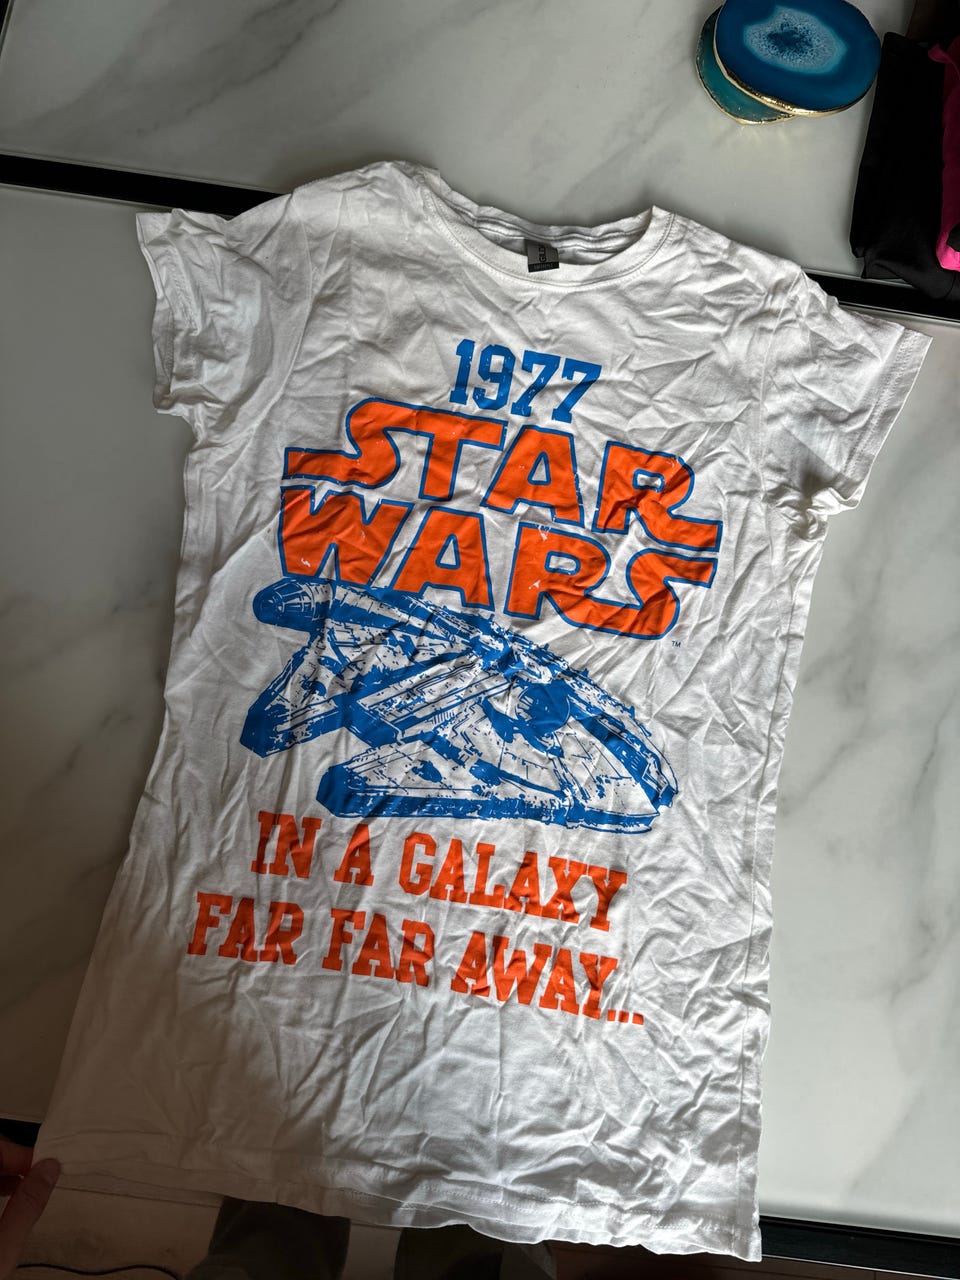 1977
STAR
WARS
TM
IN A GALAXY
FAR FAR AWAY...